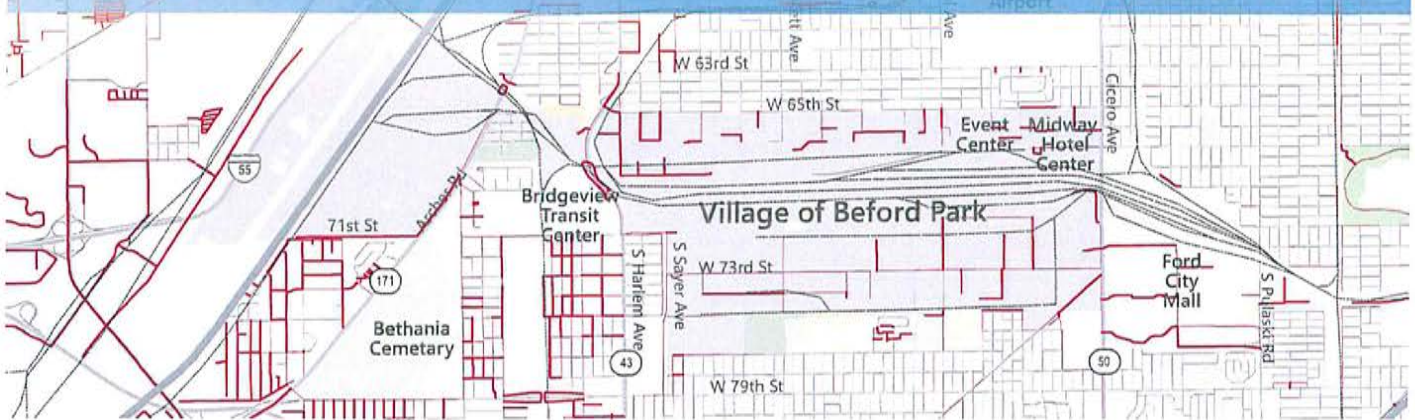 Airport
ett Ave
Ave
W 63rd St
Cicero Ave
W 65th St
Event
Center
Midway
Hotel
Center
55
Archer Rd
Bridgeview
Transit
Center
Village of Beford Park
71st St
S Harlem Ave
S Sayer Ave
W 73rd St
171
Ford
City
Mall
S Pulaski Rd
Bethania
Cemetary
43
50
W 79th St